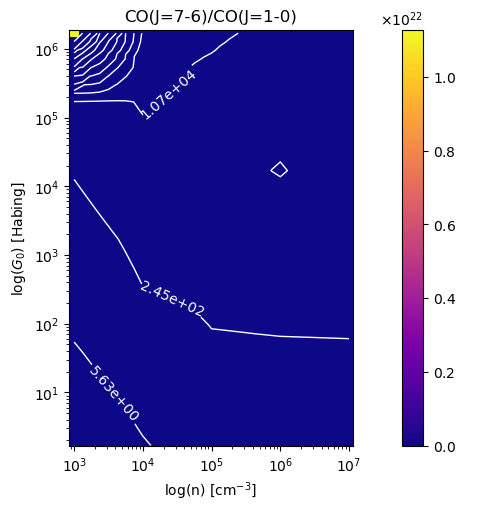 CO(J=7-6)/CO(J=1-0)
×10²²
10⁶
10⁵
10⁴
10³
10²
10¹
log(G₀) [Habing]
1.07e+04
2.45e+02
5.63e+00
10³ 10⁴ 10⁵ 10⁶ 10⁷
log(n) [cm⁻³]
1.0
0.8
0.6
0.4
0.2
0.0